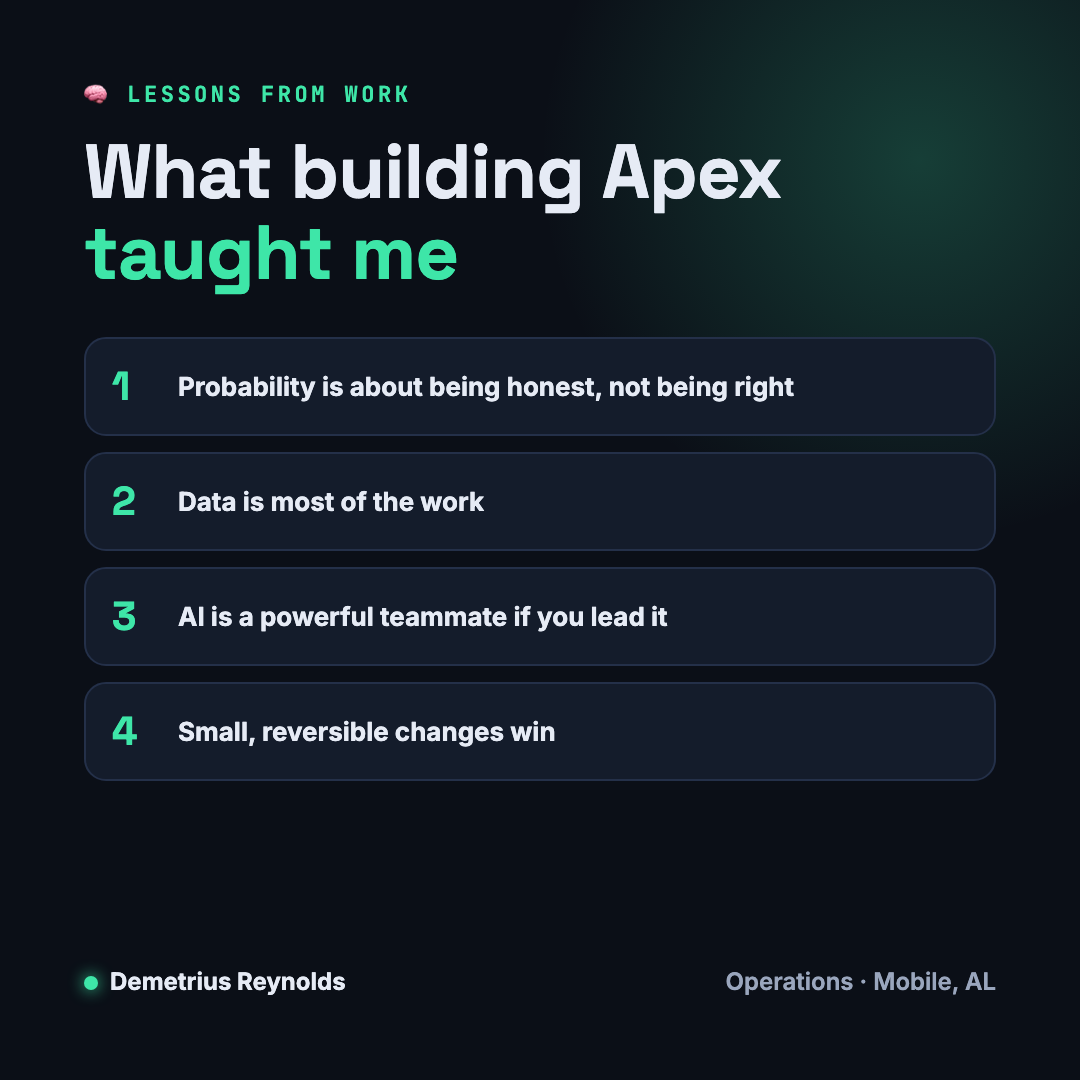 🧠 LESSONS FROM WORK
What building Apex
taught me
1 Probability is about being honest, not being right
2 Data is most of the work
3 AI is a powerful teammate if you lead it
4 Small, reversible changes win
Demetrius Reynolds
Operations · Mobile, AL